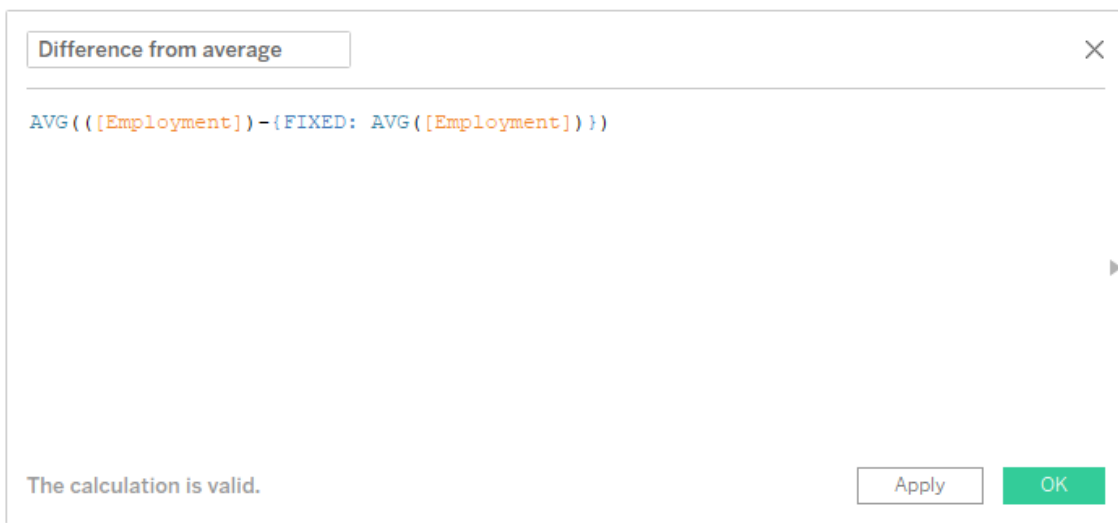 Difference from average
AVG(([Employment])-{FIXED: AVG([Employment])})
The calculation is valid.
Apply
OK